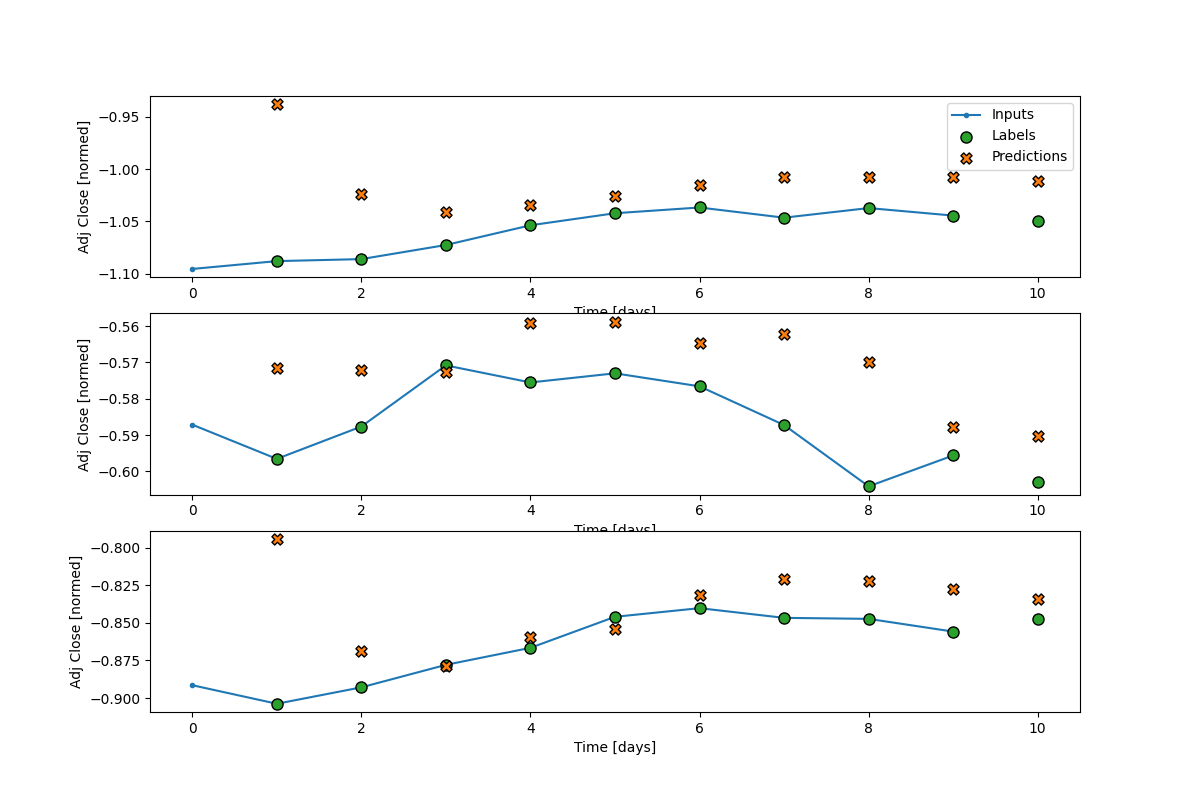 Adj Close [normed]
−0.95
−1.00
−1.05
−1.10
Inputs
Labels
Predictions
0 2 4 6 8 10
Time [days]
Adj Close [normed]
−0.56
−0.57
−0.58
−0.59
−0.60
0 2 4 6 8 10
Time [days]
Adj Close [normed]
−0.800
−0.825
−0.850
−0.875
−0.900
0 2 4 6 8 10
Time [days]